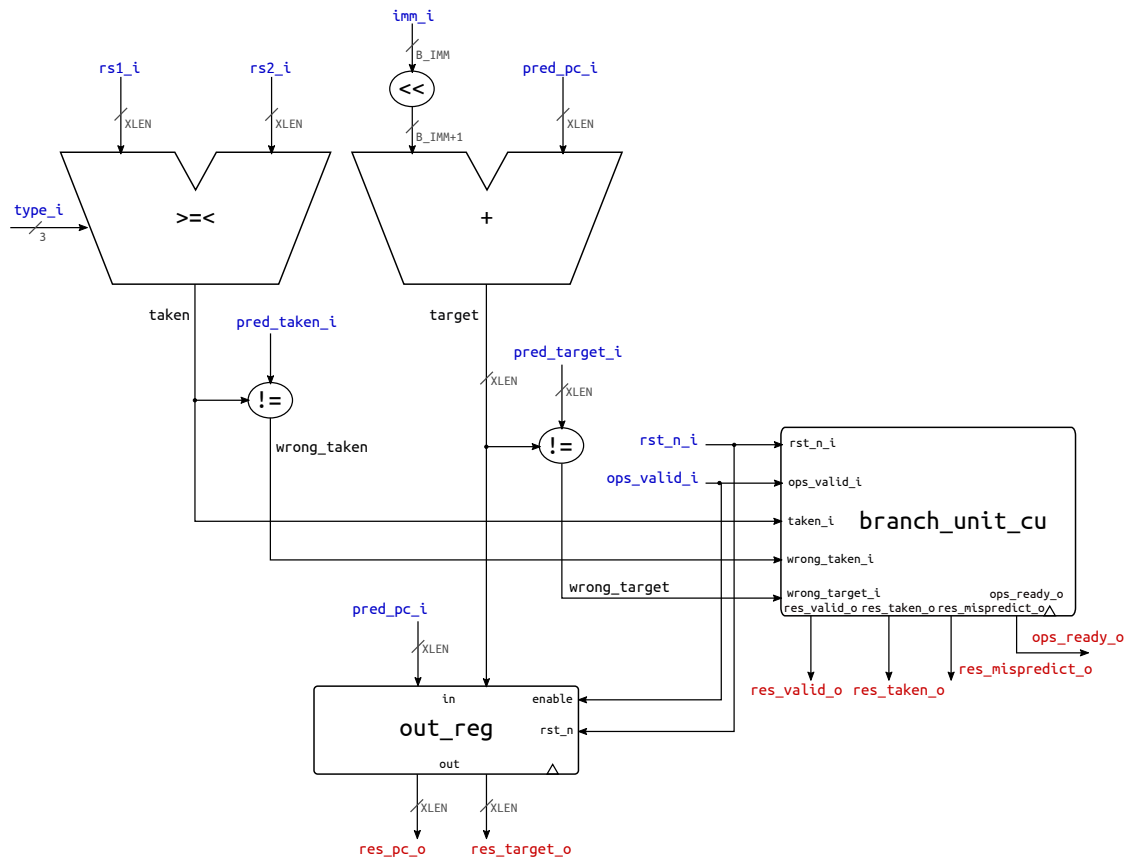 imm_i
B_IMM
rs1_i
rs2_i
pred_pc_i
<<
XLEN
XLEN
B_IMM+1
XLEN
type_i
3
>=<
+
taken
target
pred_taken_i
pred_target_i
XLEN
XLEN
!=
wrong_taken
!=
rst_n_i
rst_n_i
ops_valid_i
ops_valid_i
taken_i
branch_unit_cu
wrong_taken_i
wrong_target
wrong_target_i
ops_ready_o
res_valid_o
res_taken_o
res_mispredict_o
pred_pc_i
XLEN
ops_ready_o
res_mispredict_o
res_valid_o
res_taken_o
in
enable
out_reg
rst_n
out
XLEN
XLEN
res_pc_o
res_target_o